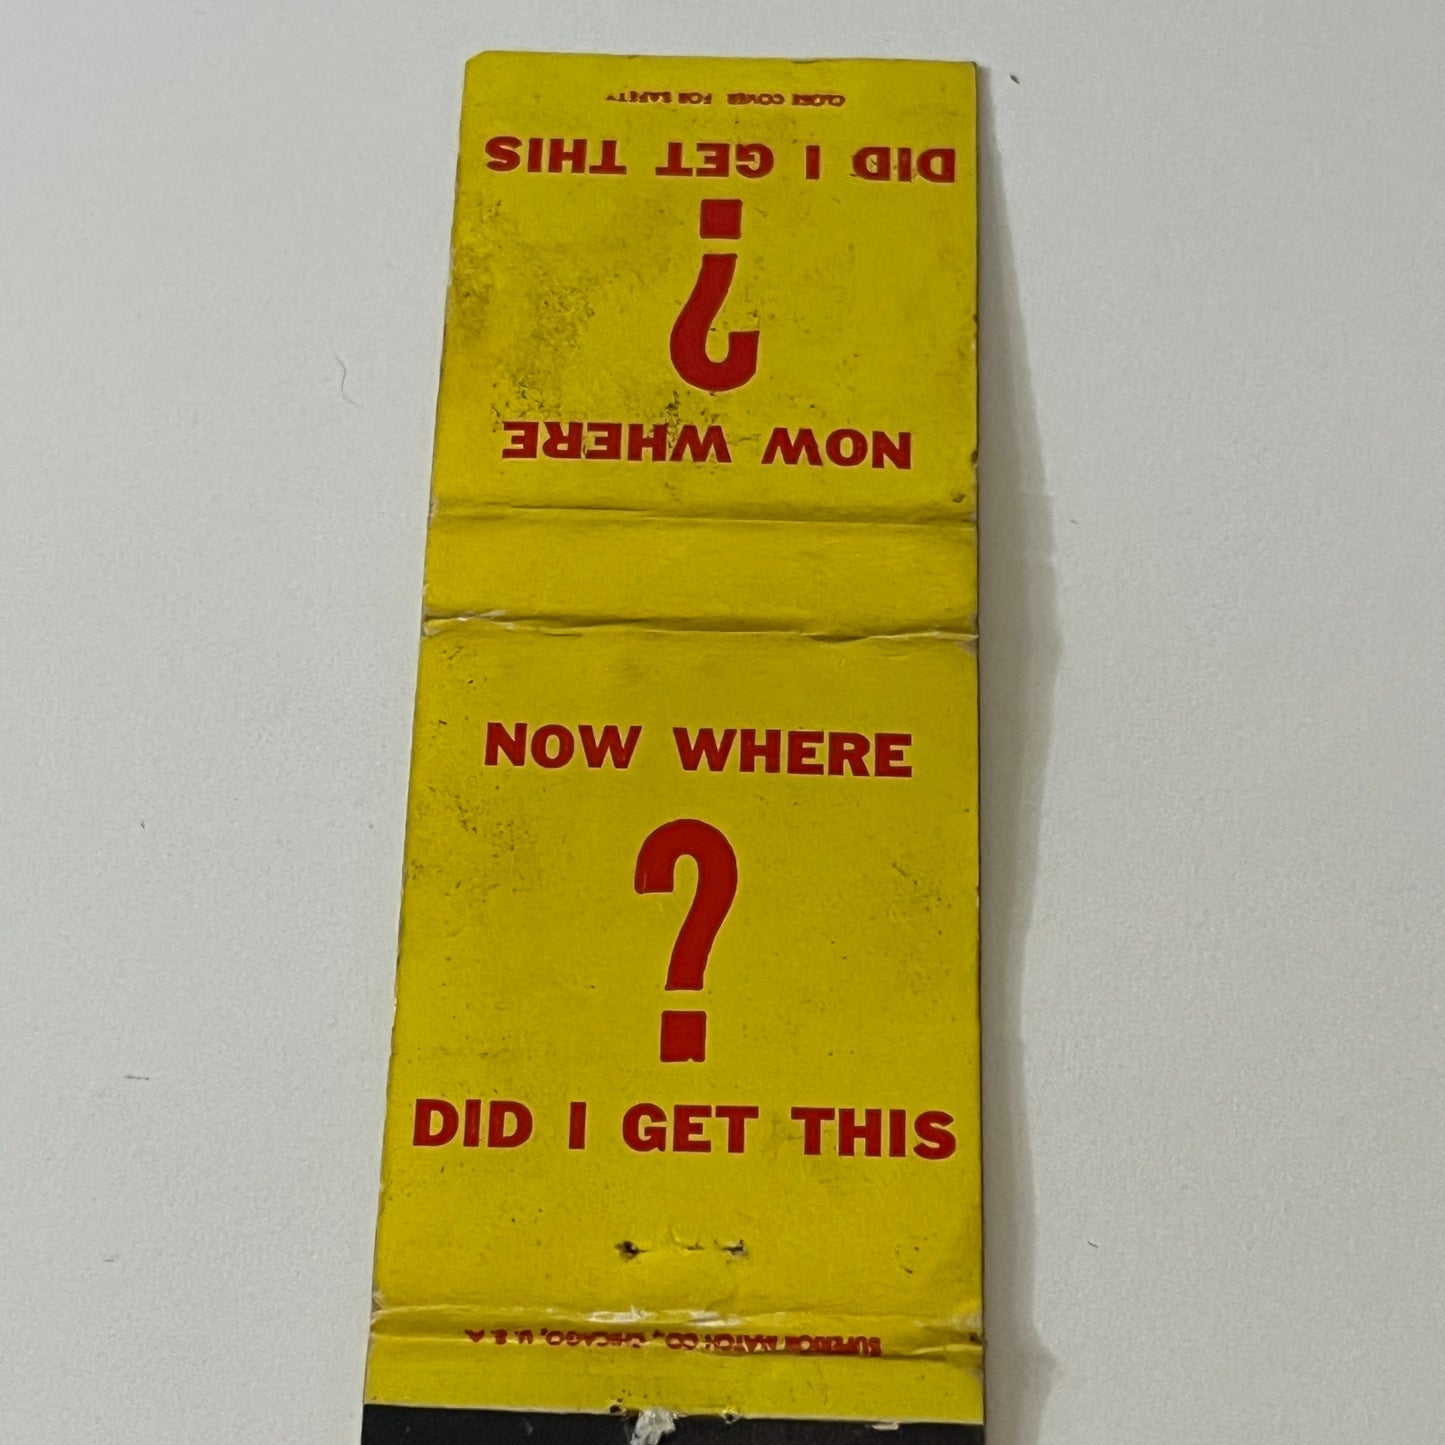 CLOSE COVER FOR SAFETY
DID I GET THIS
?
NOW WHERE
NOW WHERE
?
DID I GET THIS
SUPERIOR MATCH CO., CHICAGO, U. S. A.